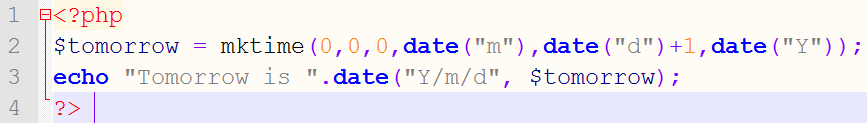 1 <?php
2 $tomorrow = mktime(0,0,0,date("m"),date("d")+1,date("Y"));
3 echo "Tomorrow is ".date("Y/m/d", $tomorrow);
4 ?>